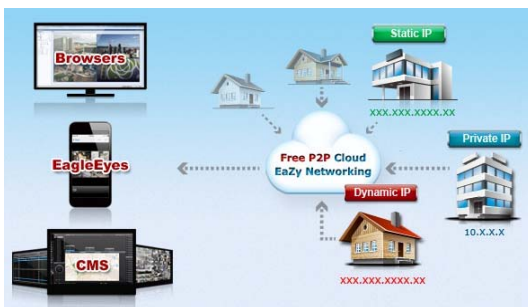 Static IP
Browsers
XXX.XXX.XXXX.XX
Private IP
Free P2P Cloud
EaZy Networking
EagleEyes
Dynamic IP
10.X.X.X
CMS
XXX.XXX.XXXX.XX